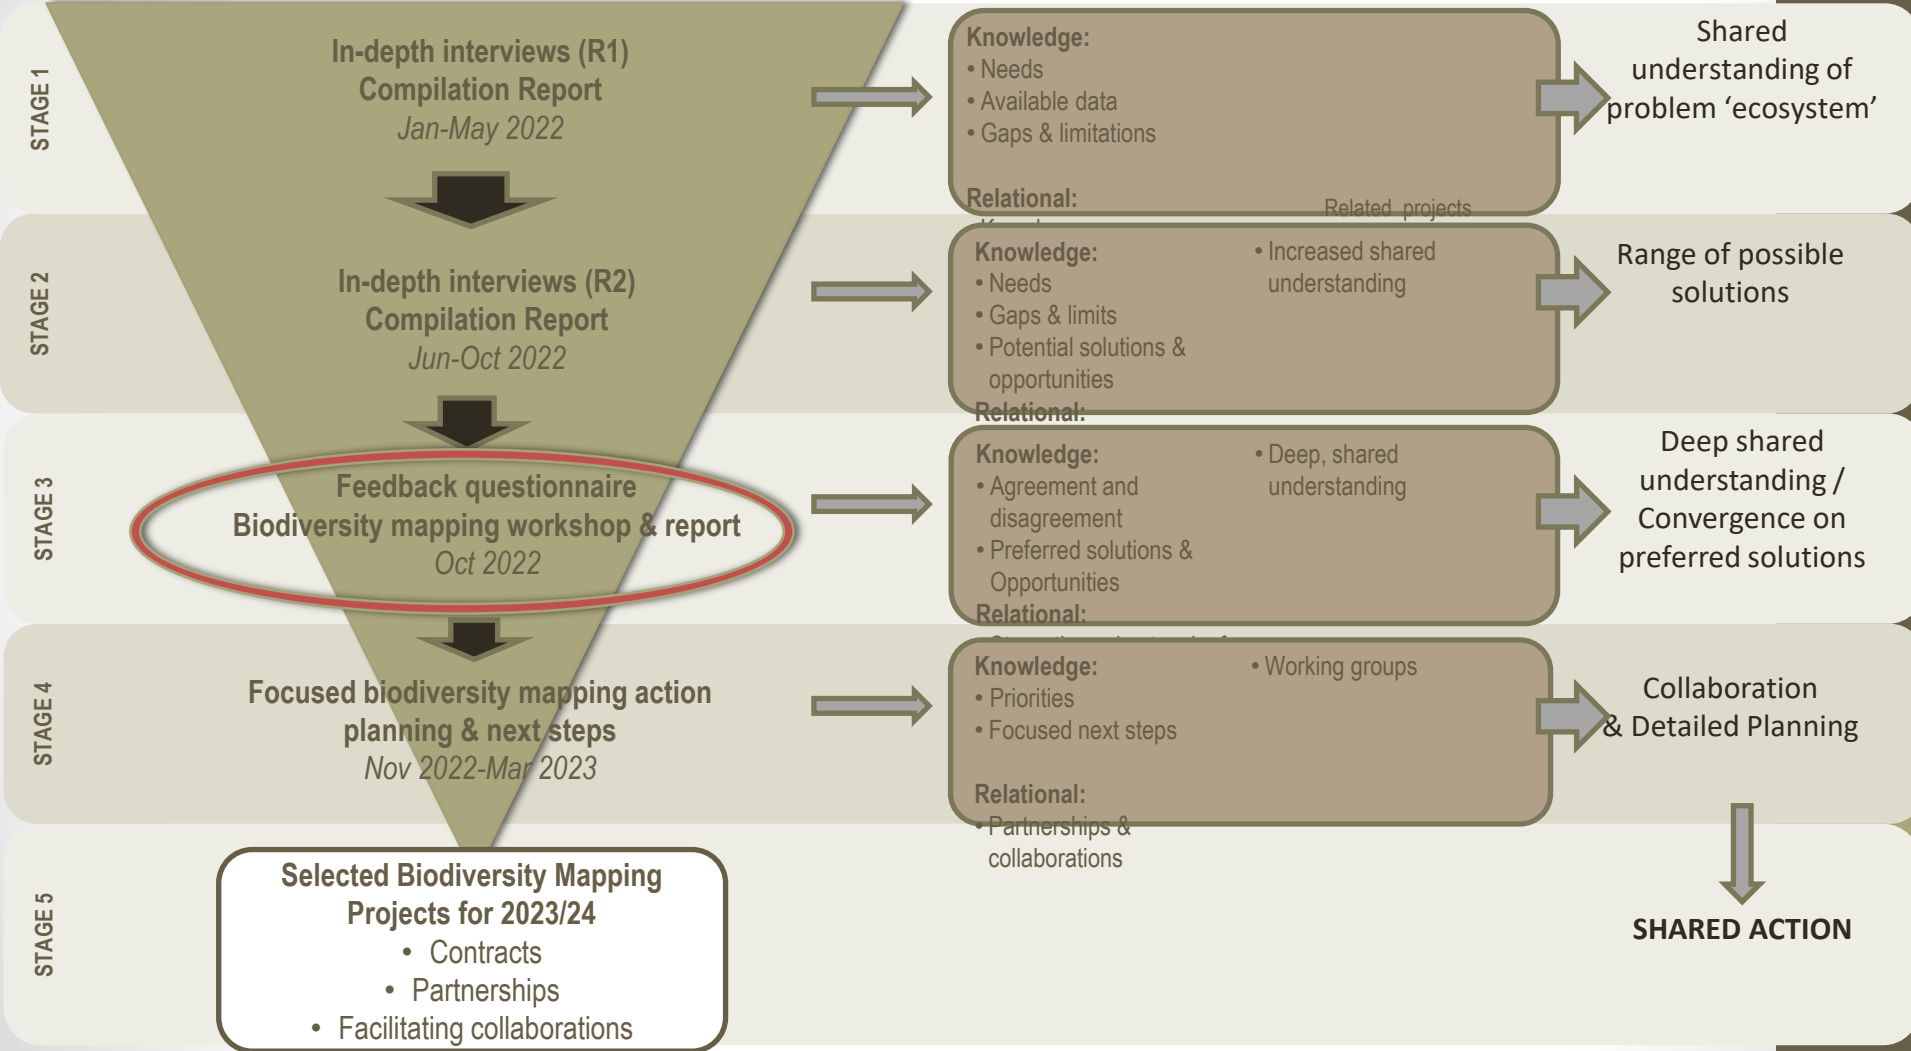 STAGE 1
In-depth interviews (R1)
Compilation Report
Jan-May 2022
Knowledge:
• Needs
• Available data
• Gaps & limitations
Relational:
Related projects
Shared
understanding of
problem ‘ecosystem’
STAGE 2
In-depth interviews (R2)
Compilation Report
Jun-Oct 2022
Knowledge:
• Needs
• Gaps & limits
• Potential solutions &
opportunities
Relational:
• Increased shared
understanding
Range of possible
solutions
STAGE 3
Feedback questionnaire
Biodiversity mapping workshop & report
Oct 2022
Knowledge:
• Agreement and
disagreement
• Preferred solutions &
Opportunities
Relational:
• Deep, shared
understanding
Deep shared
understanding /
Convergence on
preferred solutions
STAGE 4
Focused biodiversity mapping action
planning & next steps
Nov 2022-Mar 2023
Knowledge:
• Priorities
• Focused next steps
Relational:
• Partnerships &
collaborations
• Working groups
Collaboration
& Detailed Planning
STAGE 5
Selected Biodiversity Mapping
Projects for 2023/24
• Contracts
• Partnerships
• Facilitating collaborations
SHARED ACTION